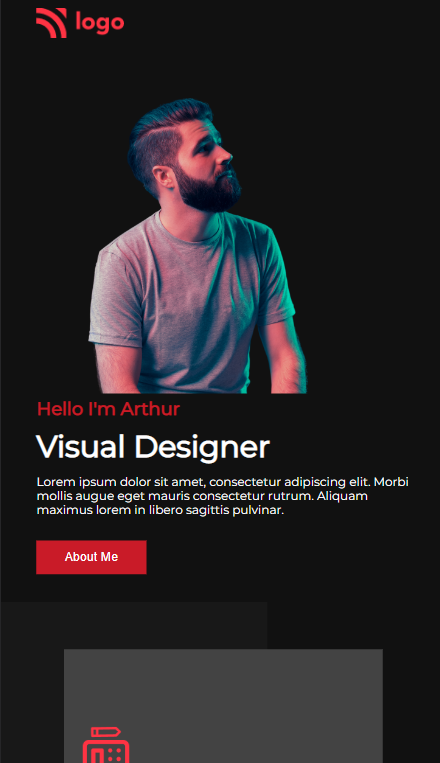 logo
Hello I'm Arthur
Visual Designer
Lorem ipsum dolor sit amet, consectetur adipiscing elit. Morbi
mollis augue eget mauris consectetur rutrum. Aliquam
maximus lorem in libero sagittis pulvinar.
About Me